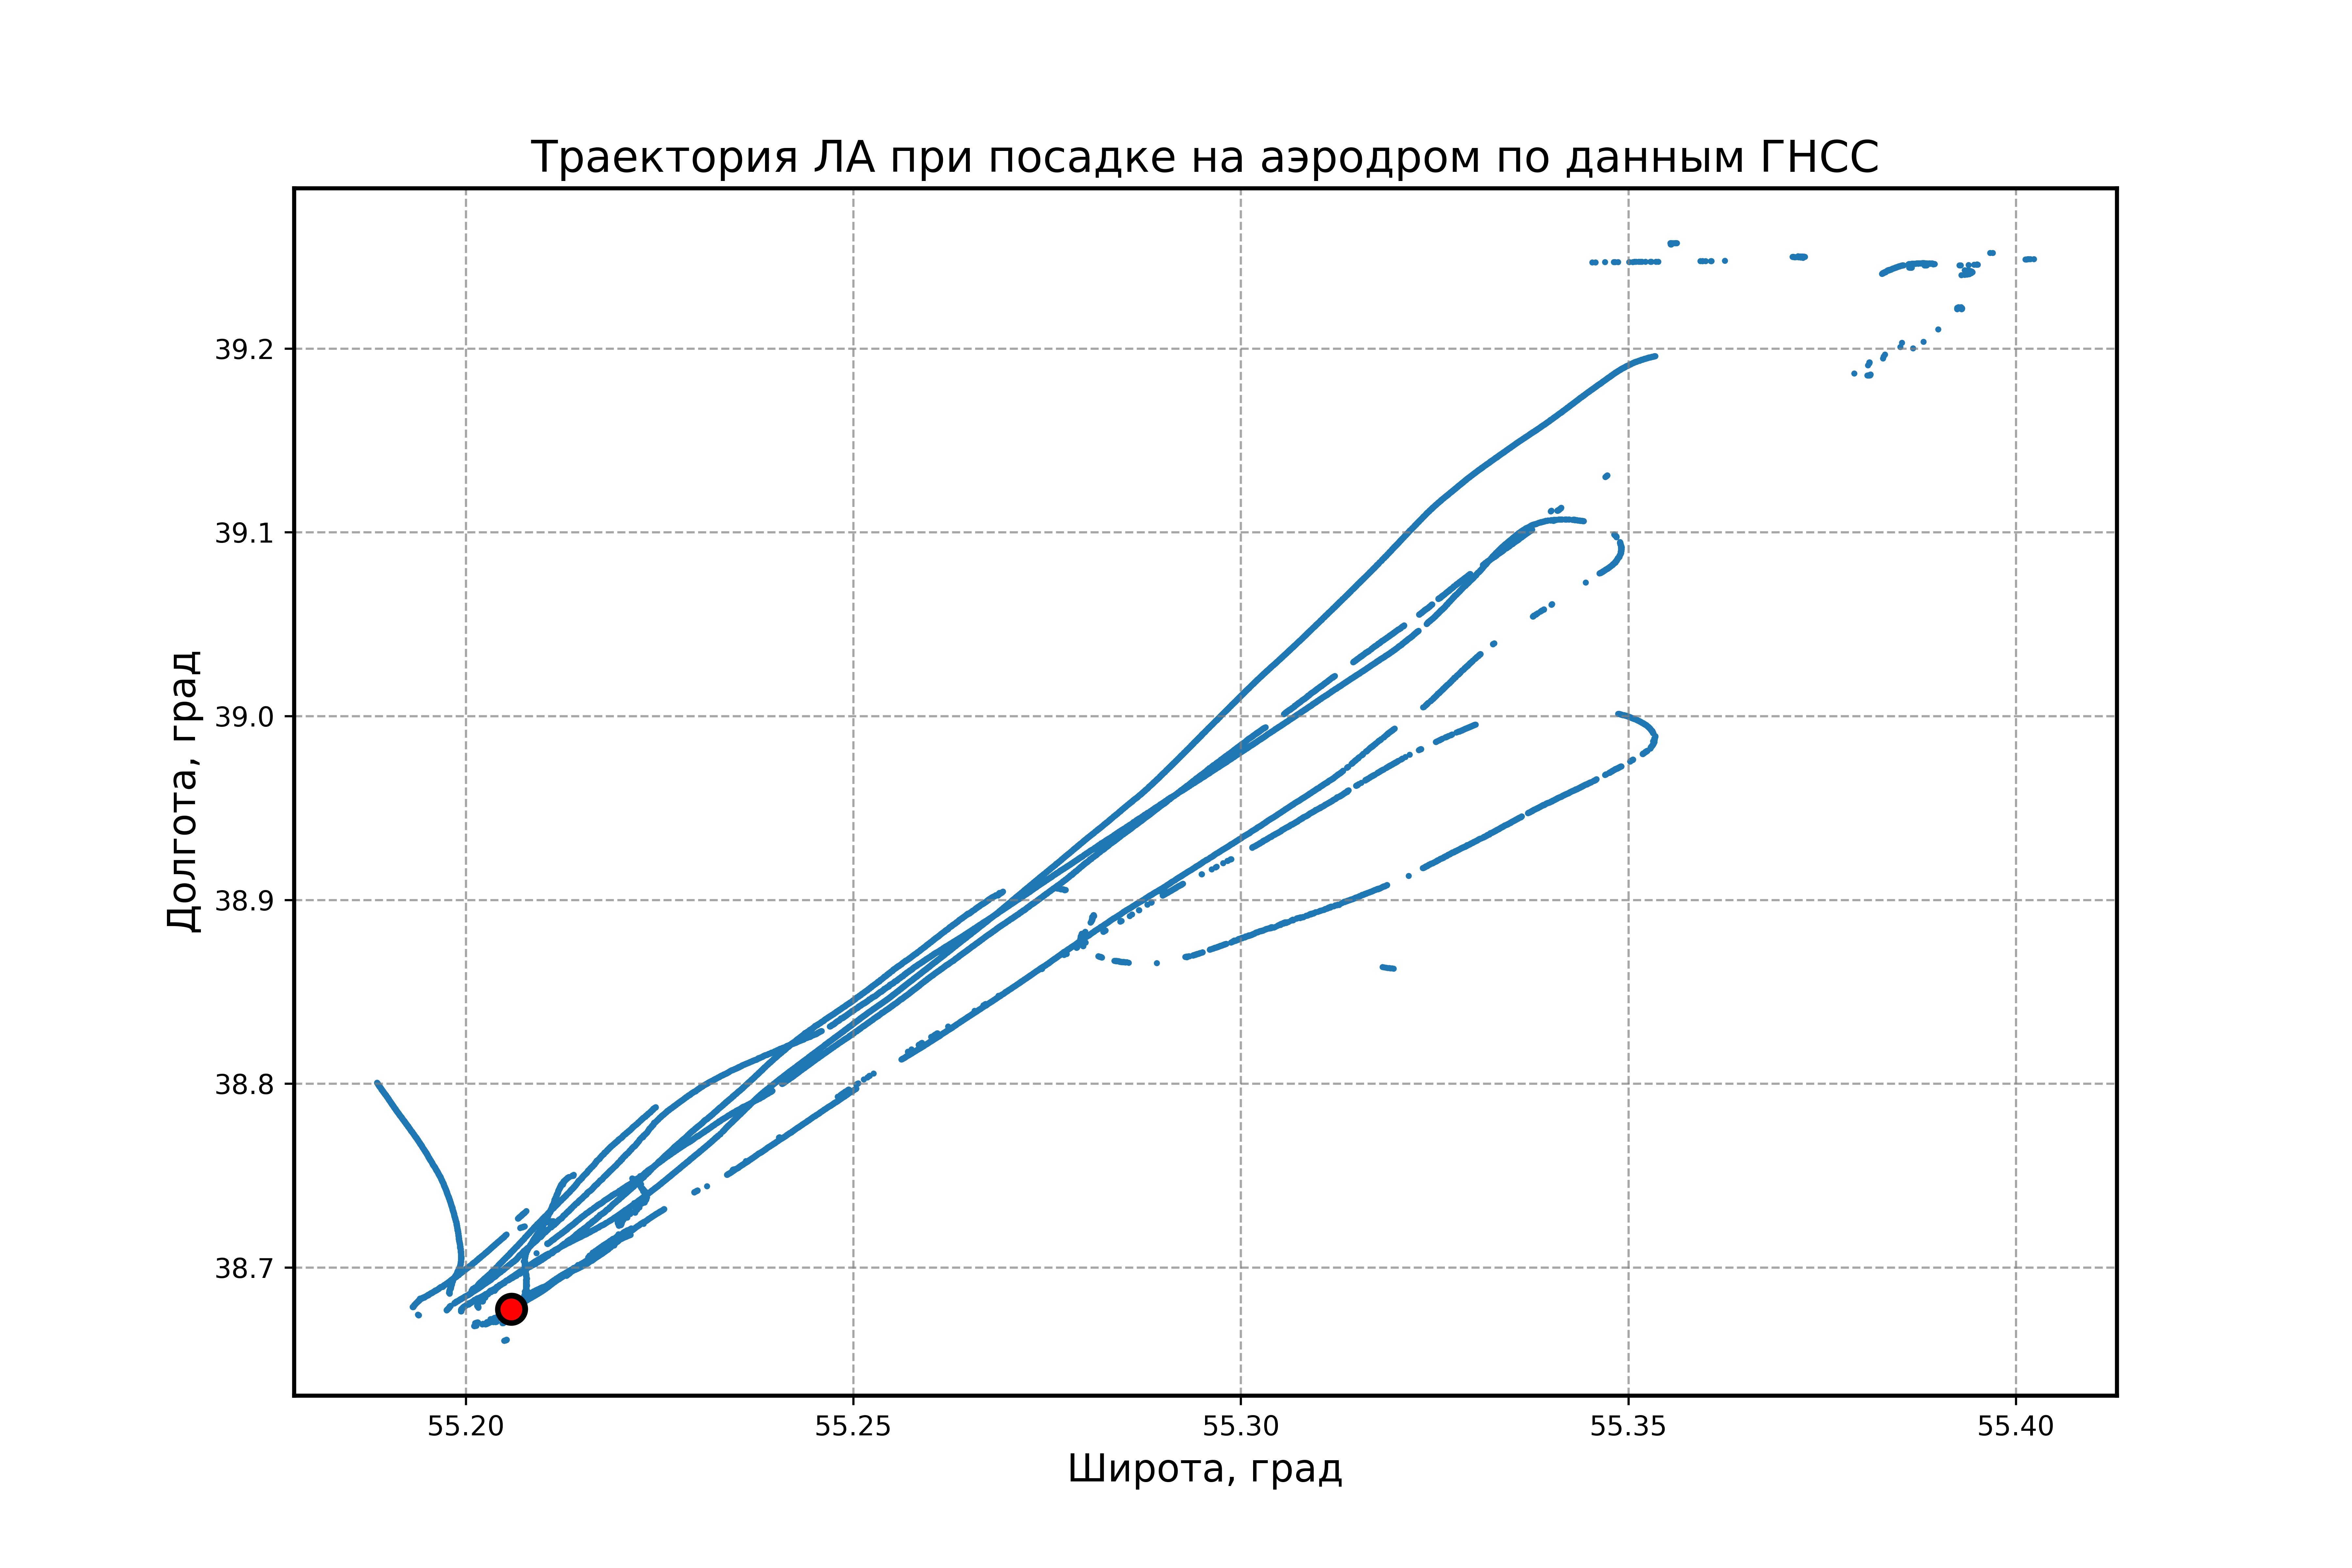 Траектория ЛА при посадке на аэродром по данным ГНСС
39.2
39.1
39.0
38.9
38.8
38.7
Долгота, град
55.20 55.25 55.30 55.35 55.40
Широта, град